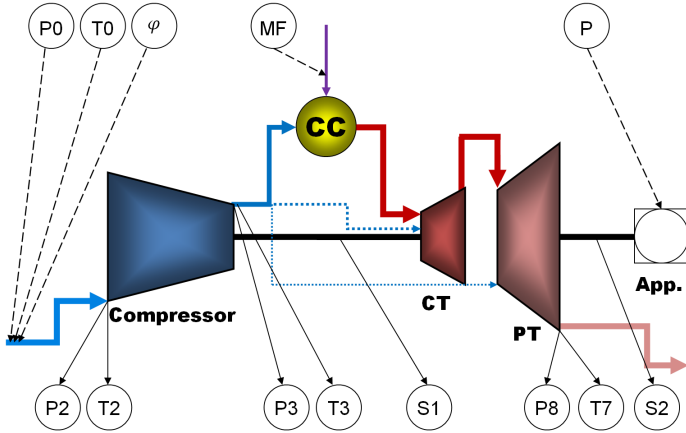 P0 T0 φ MF P
CC
App.
CT
Compressor
PT
P2 T2 P3 T3 S1 P8 T7 S2